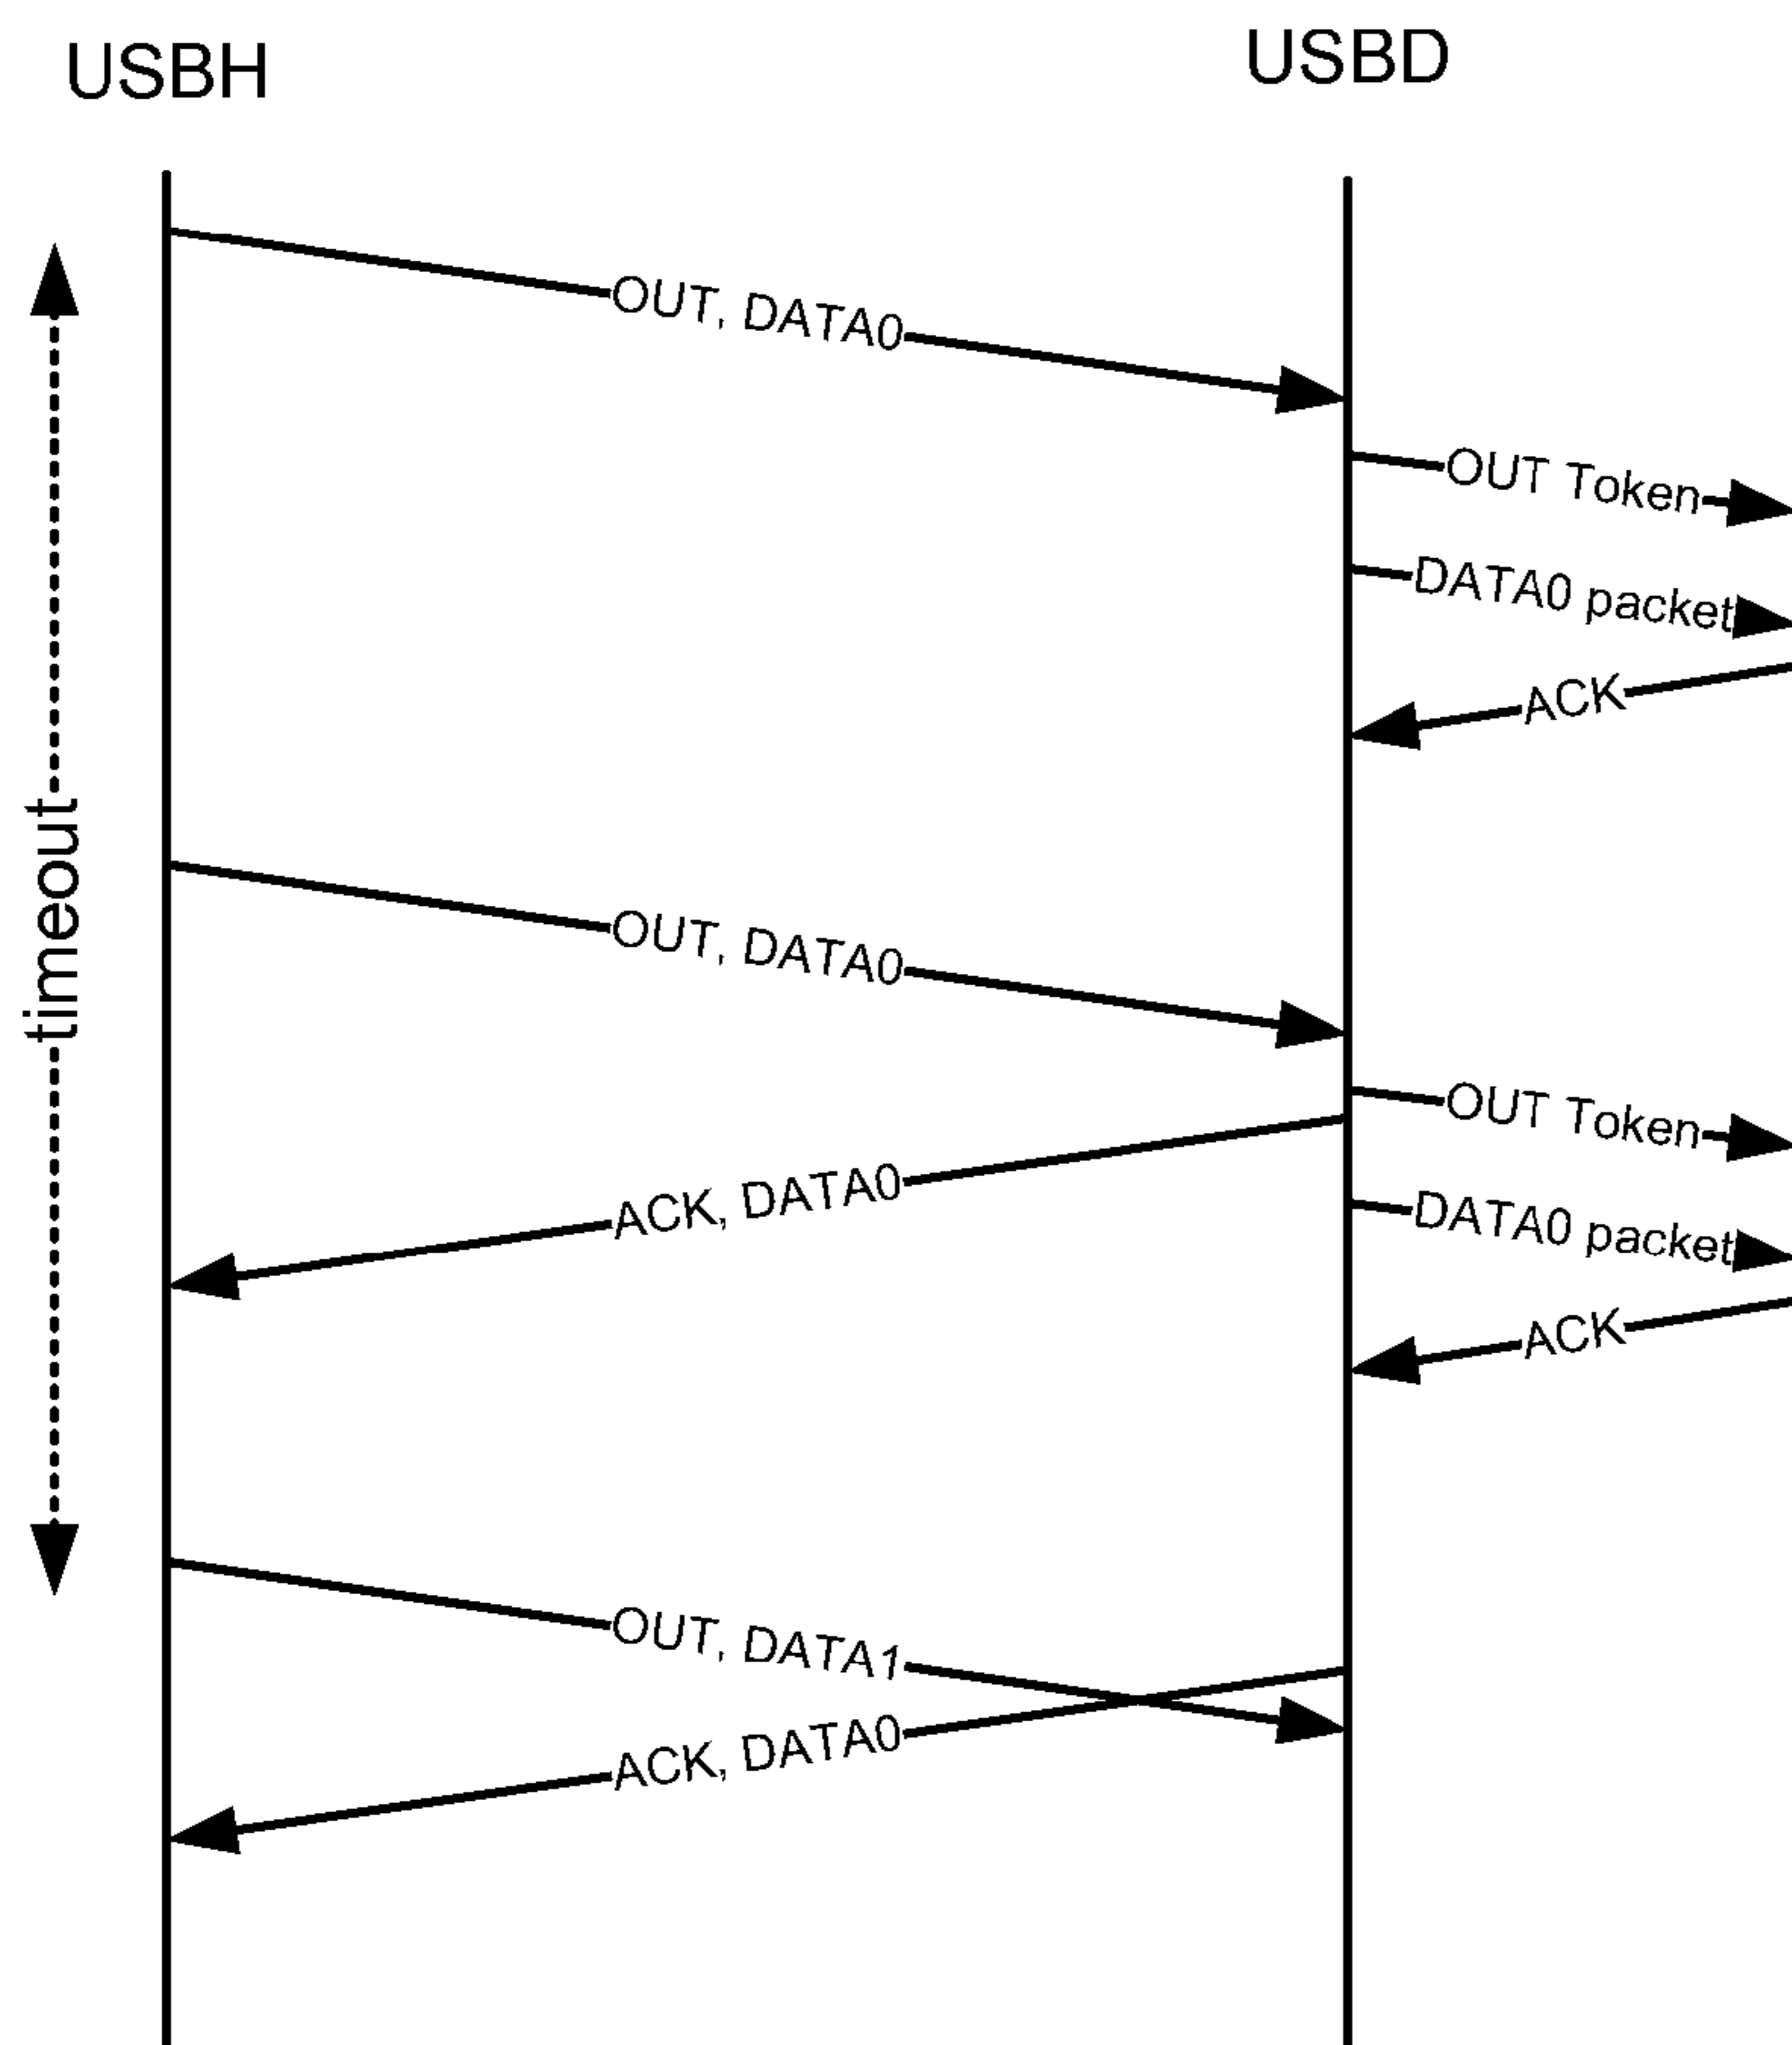 USBH
USBD
OUT, DATA0
OUT Token
DATA0 packet
ACK
timeout
OUT, DATA0
OUT Token
ACK, DATA0
DATA0 packet
ACK
OUT, DATA1
ACK, DATA0